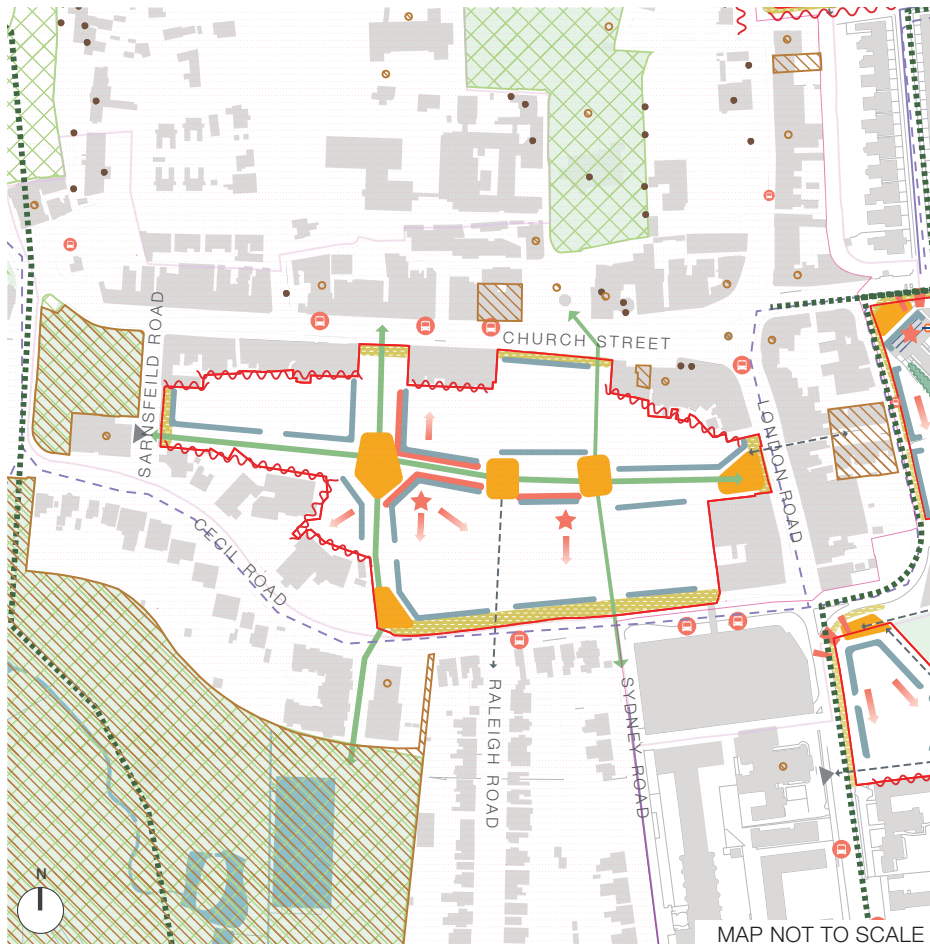 CHURCH STREET
SARNSFEILD ROAD
LONDON ROAD
CECIL ROAD
RALEIGH ROAD
SYDNEY ROAD
N
MAP NOT TO SCALE